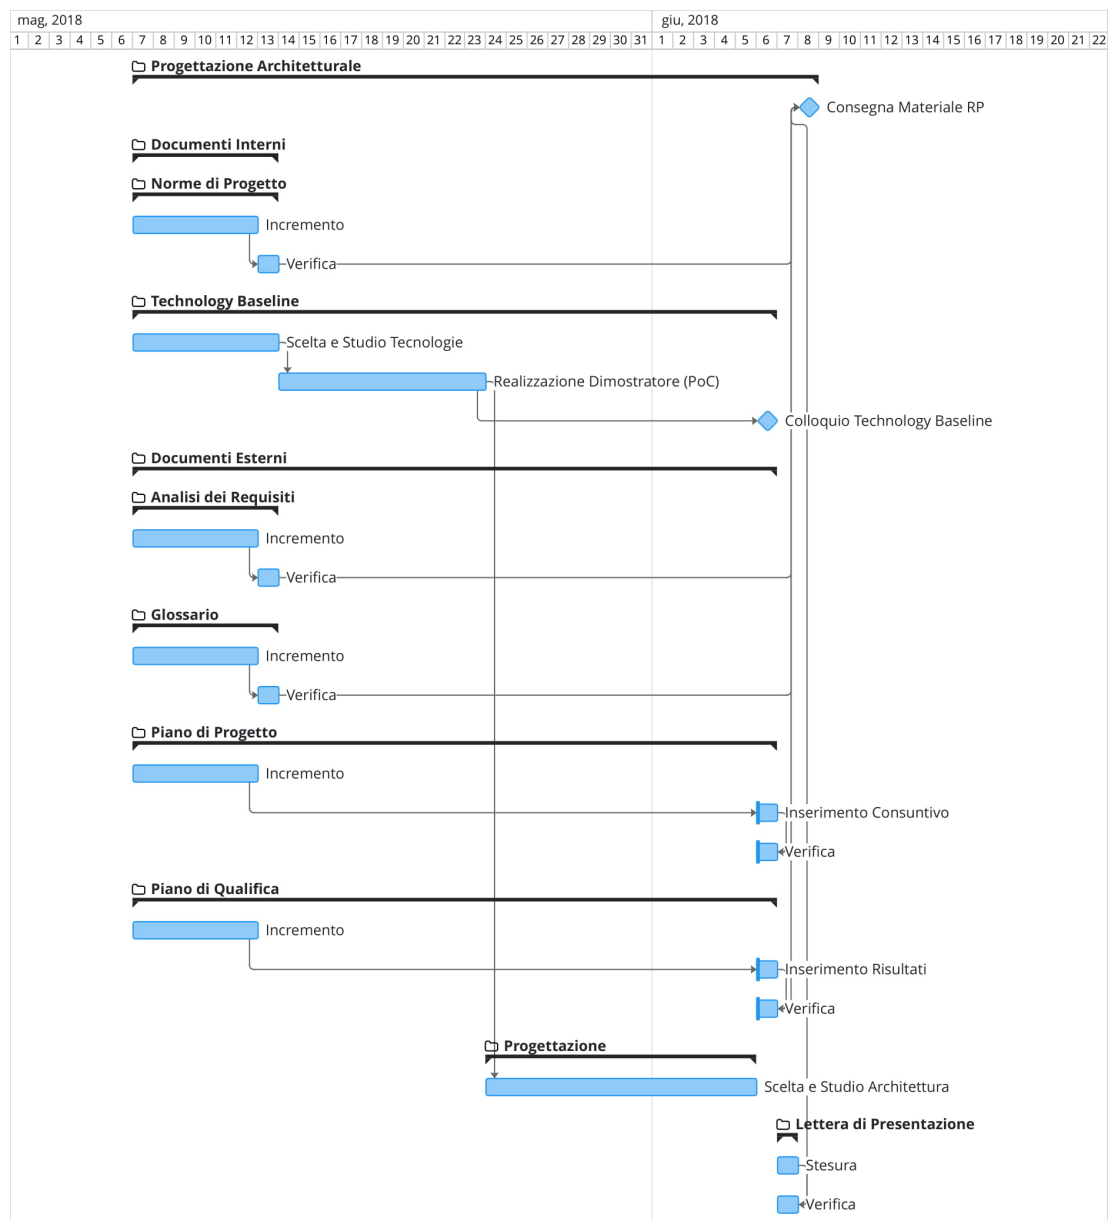 mag, 2018 giu, 2018
1 2 3 4 5 6 7 8 9 10 11 12 13 14 15 16 17 18 19 20 21 22 23 24 25 26 27 28 29 30 31 1 2 3 4 5 6 7 8 9 10 11 12 13 14 15 16 17 18 19 20 21 22
Progettazione Architetturale
Consegna Materiale RP
Documenti Interni
Norme di Progetto
Incremento
Verifica
Technology Baseline
Scelta e Studio Tecnologie
Realizzazione Dimostratore (PoC)
Colloquio Technology Baseline
Documenti Esterni
Analisi dei Requisiti
Incremento
Verifica
Glossario
Incremento
Verifica
Piano di Progetto
Incremento
Inserimento Consuntivo
Verifica
Piano di Qualifica
Incremento
Inserimento Risultati
Verifica
Progettazione
Scelta e Studio Architettura
Lettera di Presentazione
Stesura
Verifica